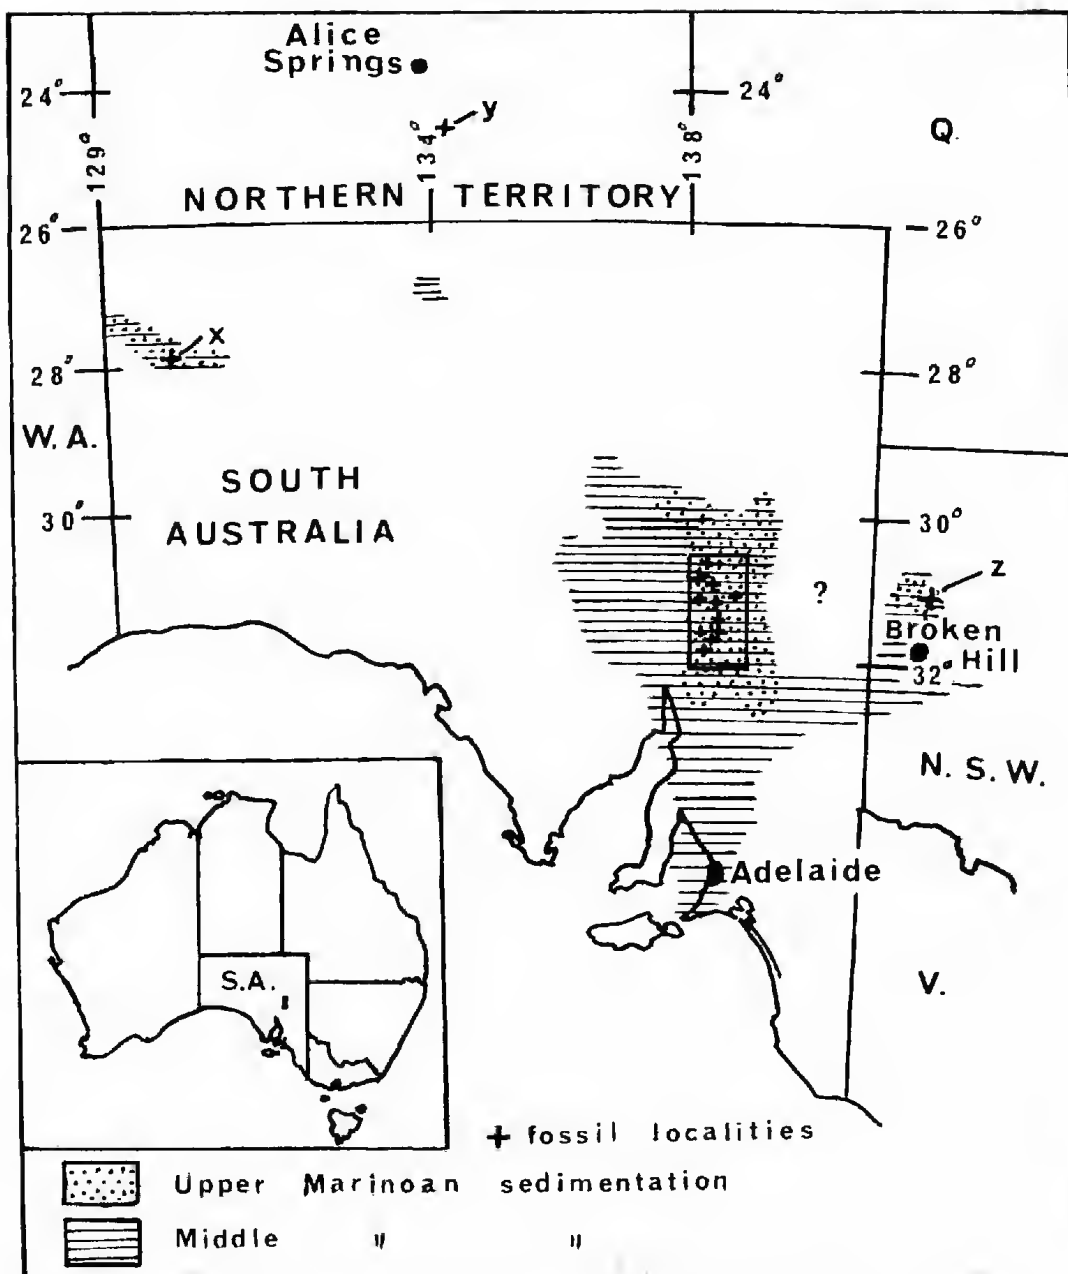 Alice
Springs
24°
24°
y
Q.
129°
134°
138°
NORTHERN TERRITORY
26°
26°
x
28°
28°
W. A.
SOUTH
AUSTRALIA
30°
30°
z
?
Broken
Hill
32°
N. S. W.
Adelaide
S.A.
V.
+ fossil localities
Upper Marinoan sedimentation
Middle " "